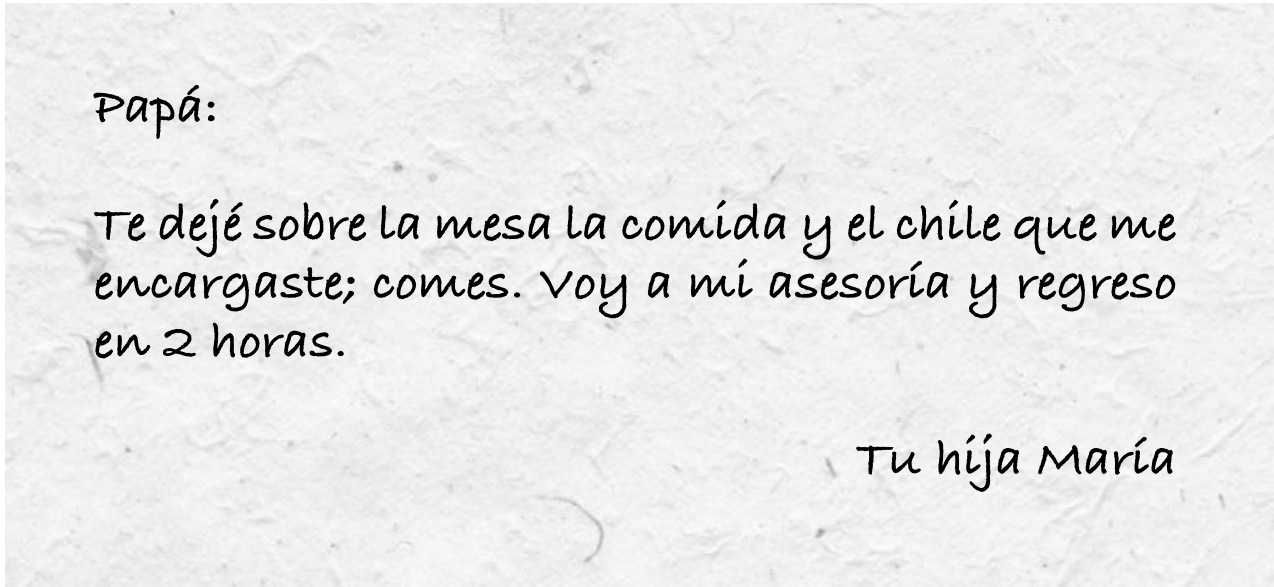 Papá:
Te dejé sobre la mesa la comida y el chile que me
encargaste; comes. Voy a mi asesoría y regreso
en 2 horas.
Tu hija María